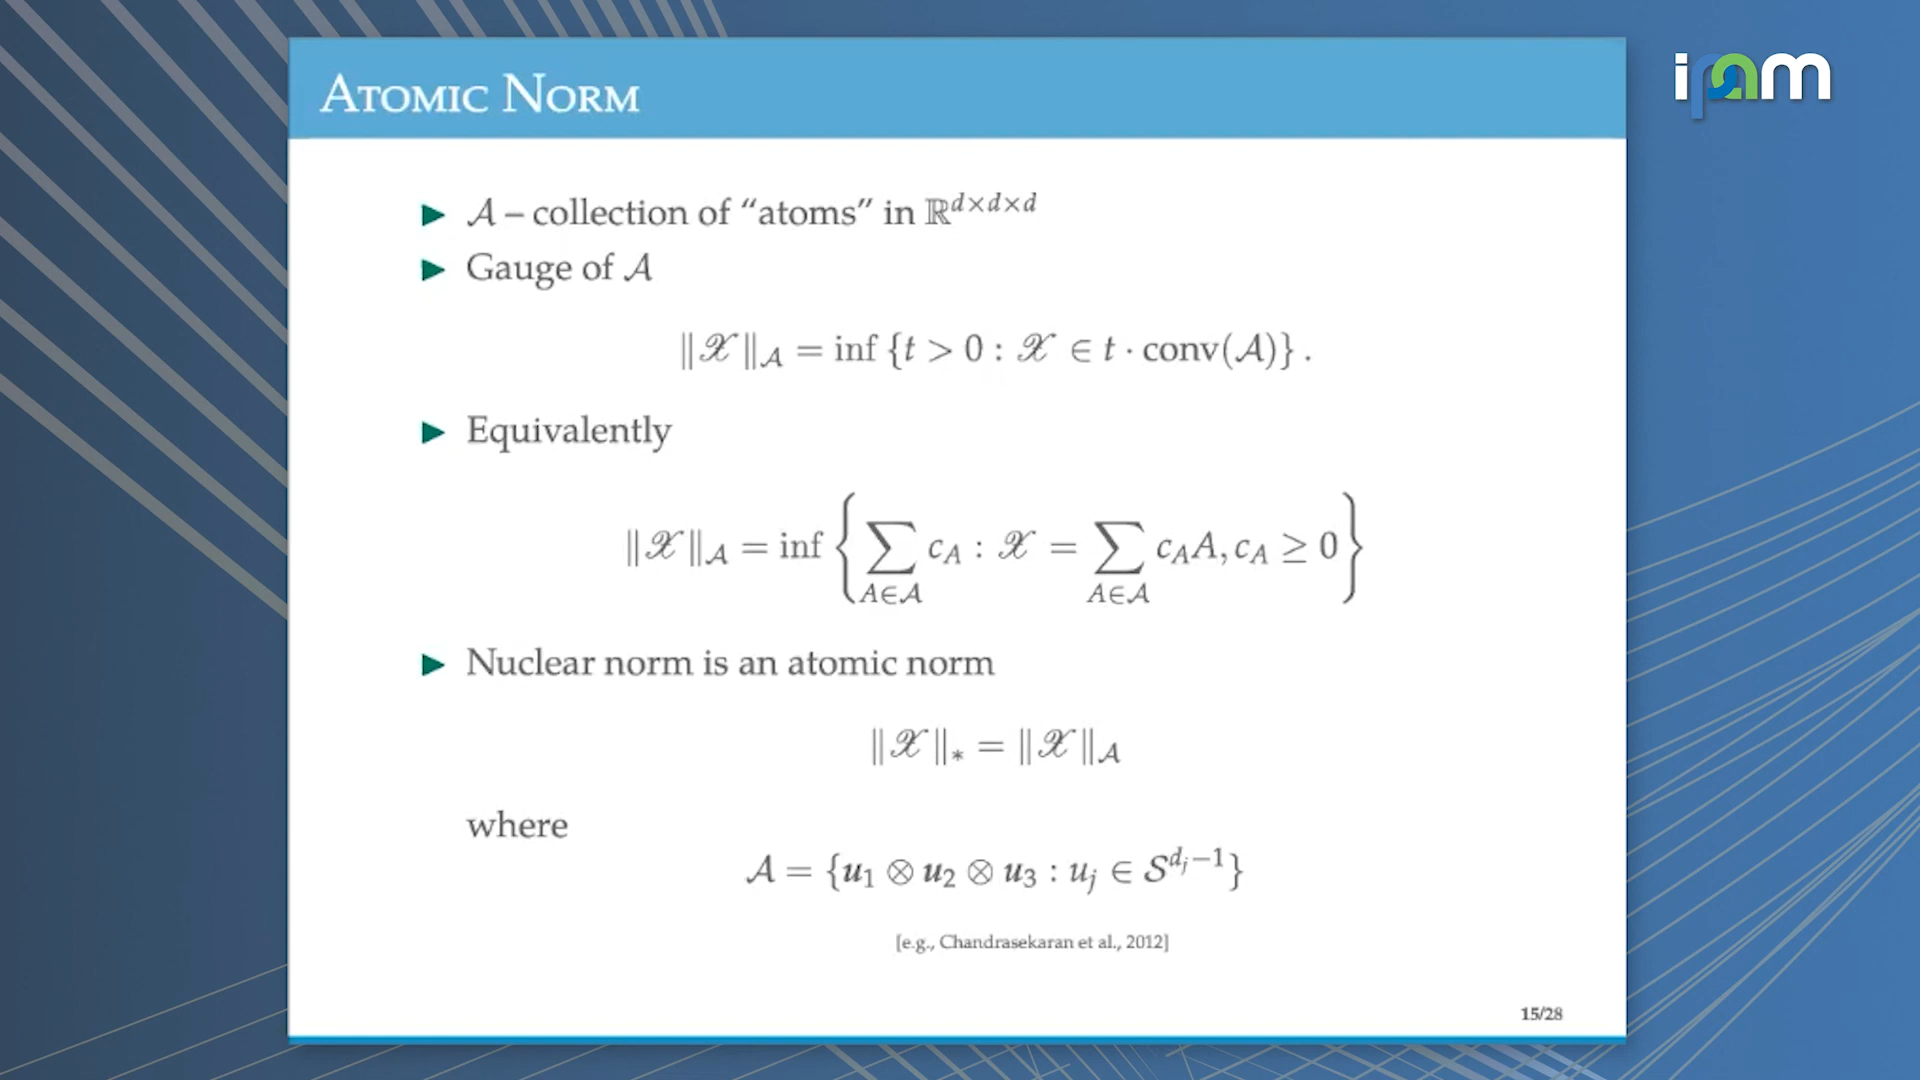 ATOMIC NORM
ipam
▶ 𝒜 – collection of “atoms” in ℝ^{d×d×d}
▶ Gauge of 𝒜
‖𝒳‖_𝒜 = inf {t > 0 : 𝒳 ∈ t · conv(𝒜)} .
▶ Equivalently
‖𝒳‖_𝒜 = inf { ∑_{A∈𝒜} c_A : 𝒳 = ∑_{A∈𝒜} c_A A, c_A ≥ 0 }
▶ Nuclear norm is an atomic norm
‖𝒳‖_* = ‖𝒳‖_𝒜
where
𝒜 = {u_1 ⊗ u_2 ⊗ u_3 : u_j ∈ 𝒮^{d_j−1}}
[e.g., Chandrasekaran et al., 2012]
15/28